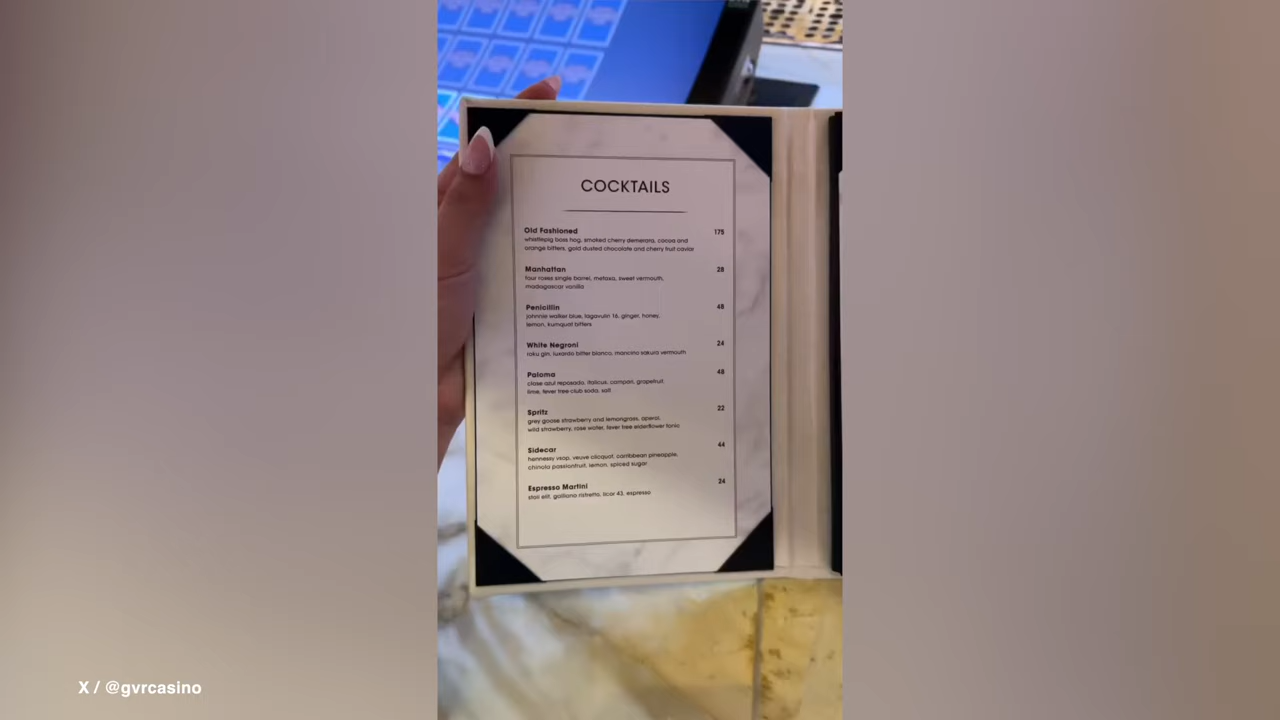 COCKTAILS
Old Fashioned 175
whistlepig boss hog, smoked cherry demerara, cocoa and
orange bitters, gold dusted chocolate and cherry fruit caviar
Manhattan 28
four roses single barrel, metaxa, sweet vermouth,
madagascar vanilla
Penicillin 48
johnnie walker blue, lagavulin 16, ginger, honey,
lemon, kumquat bitters
White Negroni 24
roku gin, luxardo bitter bianco, mancino sakura vermouth
Paloma 48
clase azul reposado, italicus, campari, grapefruit,
lime, fever tree club soda, salt
Spritz 22
grey goose strawberry and lemongrass, aperol,
wild strawberry, rose water, fever tree elderflower tonic
Sidecar 44
hennessy vsop, veuve clicquot, carribbean pineapple,
chinola passionfruit, lemon, spiced sugar
Espresso Martini 24
stoli elit, galliano ristretto, licor 43, espresso
X / @gvrcasino